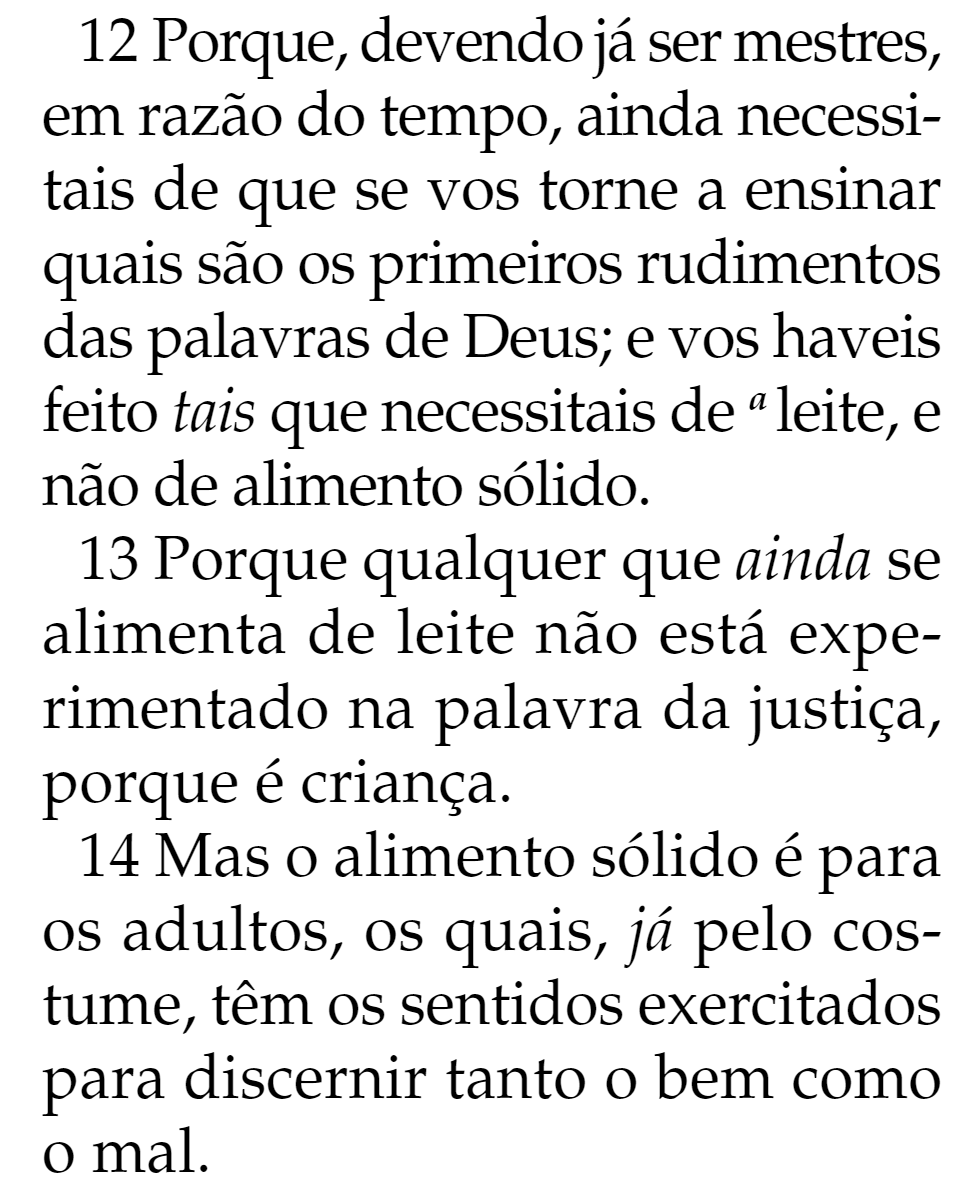 12 Porque, devendo já ser mestres,
em razão do tempo, ainda necessi-
tais de que se vos torne a ensinar
quais são os primeiros rudimentos
das palavras de Deus; e vos haveis
feito tais que necessitais de a leite, e
não de alimento sólido.
13 Porque qualquer que ainda se
alimenta de leite não está expe-
rimentado na palavra da justiça,
porque é criança.
14 Mas o alimento sólido é para
os adultos, os quais, já pelo cos-
tume, têm os sentidos exercitados
para discernir tanto o bem como
o mal.